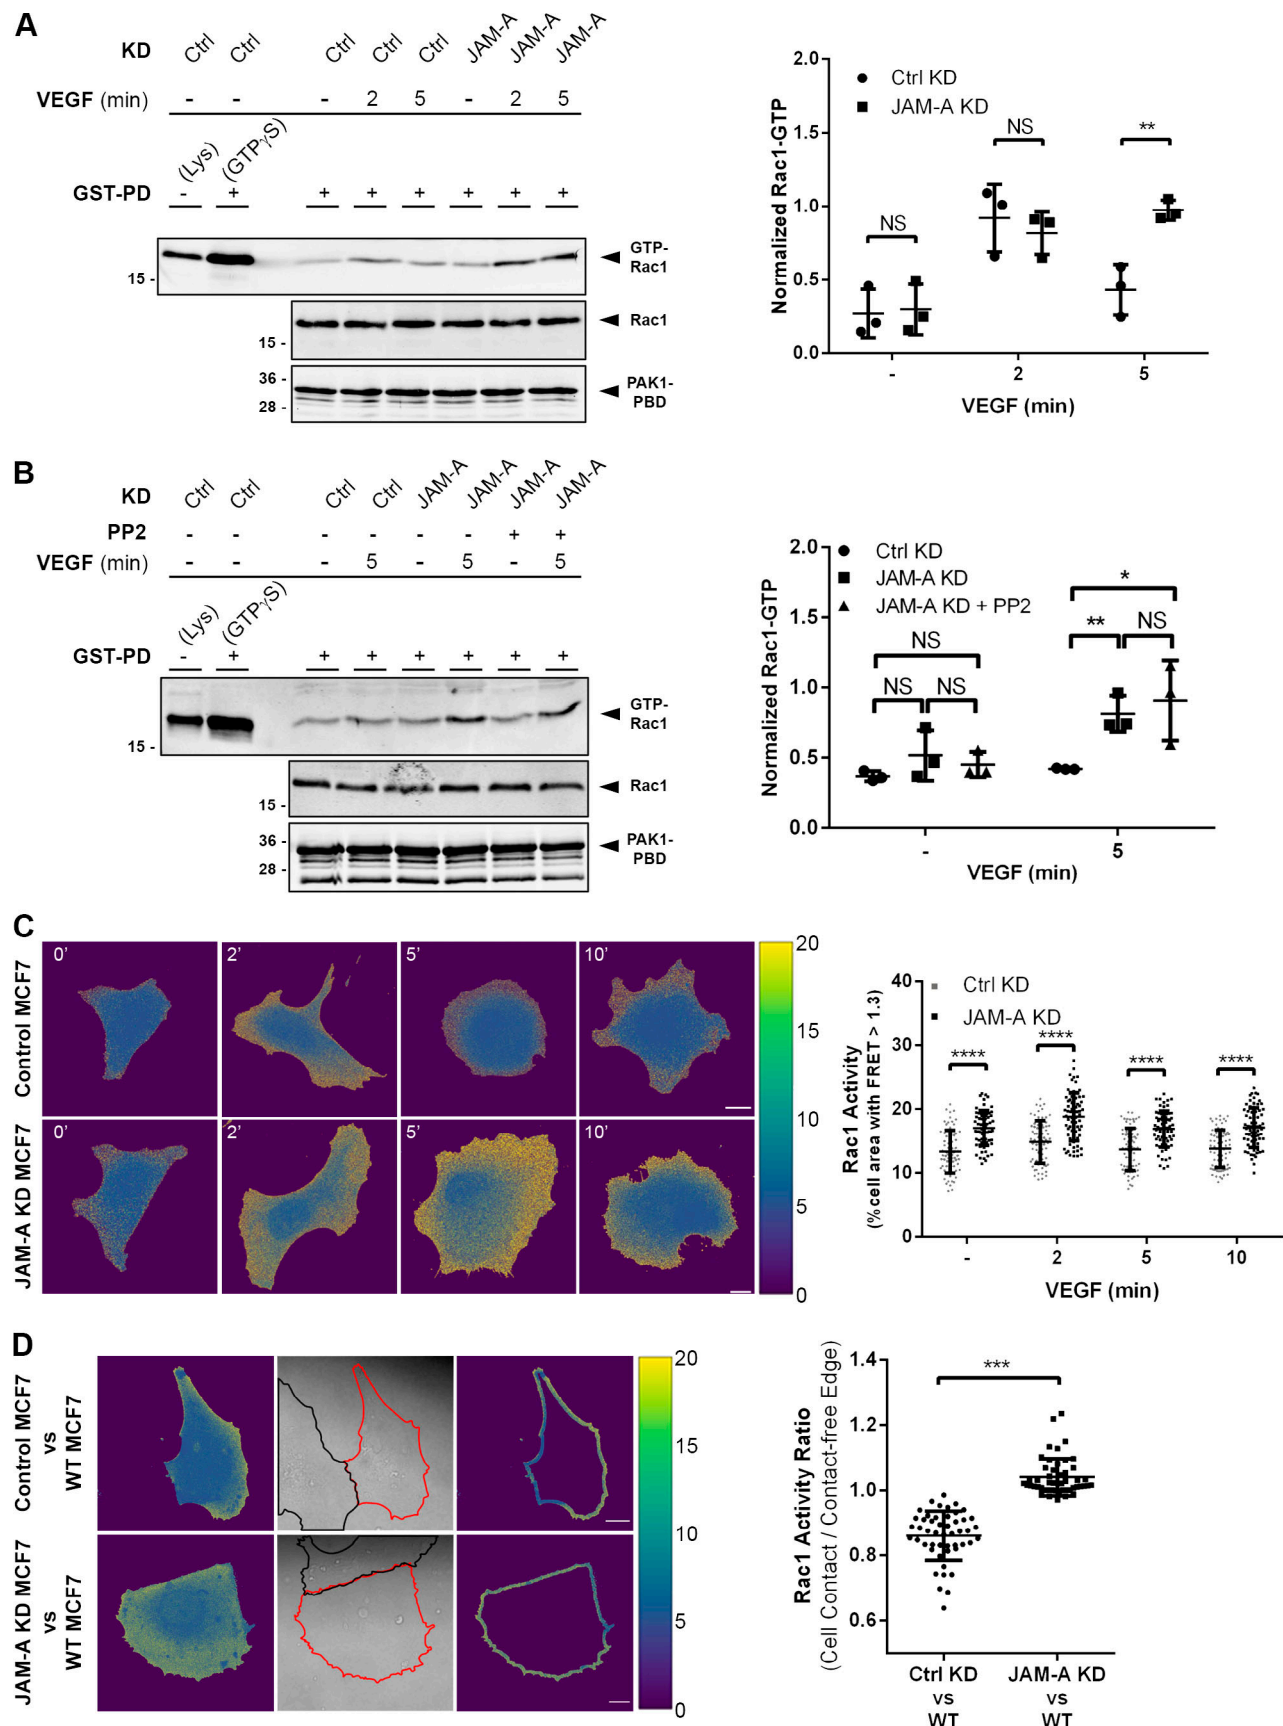 A
KD Ctrl Ctrl Ctrl Ctrl Ctrl JAM-A JAM-A JAM-A
VEGF (min) - - - 2 5 - 2 5
(Lys) (GTPγS)
GST-PD - + + + + + + +
GTP-
Rac1
15 -
Rac1
15 -
36 -
PAK1-
PBD
28 -
2.0
1.5
1.0
0.5
0.0
Normalized Rac1-GTP
Ctrl KD
JAM-A KD
NS
NS
**
- 2 5
VEGF (min)
B
KD Ctrl Ctrl Ctrl Ctrl JAM-A JAM-A JAM-A JAM-A
PP2 - - - - - - + +
VEGF (min) - - - 5 - 5 - 5
(Lys) (GTPγS)
GST-PD - + + + + + + +
GTP-
Rac1
15 -
Rac1
15 -
36 -
PAK1-
PBD
28 -
2.0
1.5
1.0
0.5
0.0
Normalized Rac1-GTP
Ctrl KD
JAM-A KD
JAM-A KD + PP2
NS
NS NS
*
** NS
- 5
VEGF (min)
C
Control MCF7
0' 2' 5' 10'
JAM-A KD MCF7
0' 2' 5' 10'
20
15
10
5
0
Rac1 Activity
(% cell area with FRET > 1.3)
40
30
20
10
0
Ctrl KD
JAM-A KD
**** **** **** ****
- 2 5 10
VEGF (min)
D
Control MCF7
vs
WT MCF7
JAM-A KD MCF7
vs
WT MCF7
20
15
10
5
0
Rac1 Activity Ratio
(Cell Contact / Contact-free Edge)
1.4
1.2
1.0
0.8
0.6
***
Ctrl KD
vs
WT
JAM-A KD
vs
WT